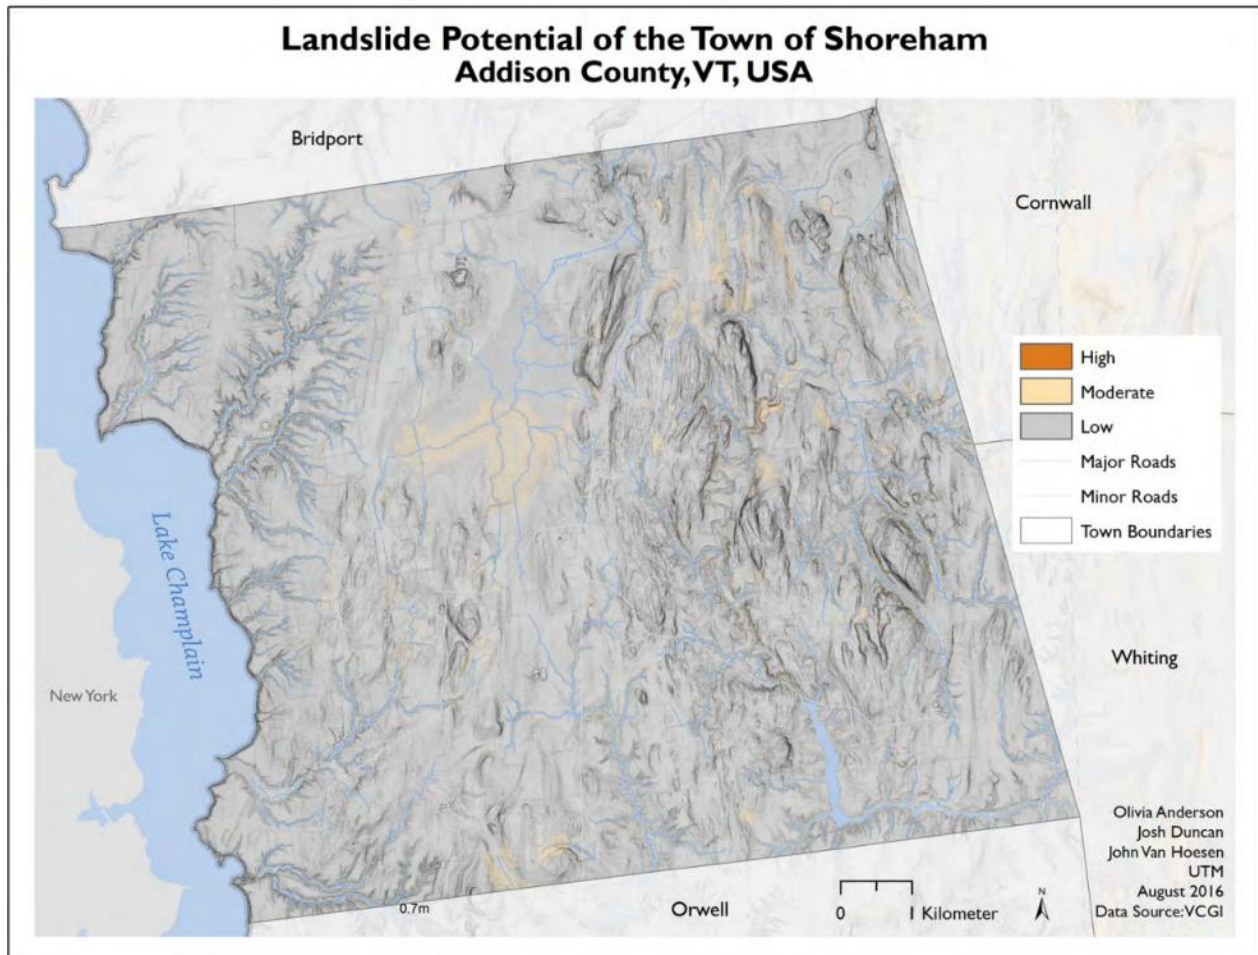 Landslide Potential of the Town of Shoreham
Addison County, VT, USA
Bridport
Cornwall
High
Moderate
Low
Major Roads
Minor Roads
Town Boundaries
Lake Champlain
New York
Whiting
Olivia Anderson
Josh Duncan
John Van Hoesen
UTM
August 2016
Data Source: VCGI
0.7m
Orwell
0 1 Kilometer
N